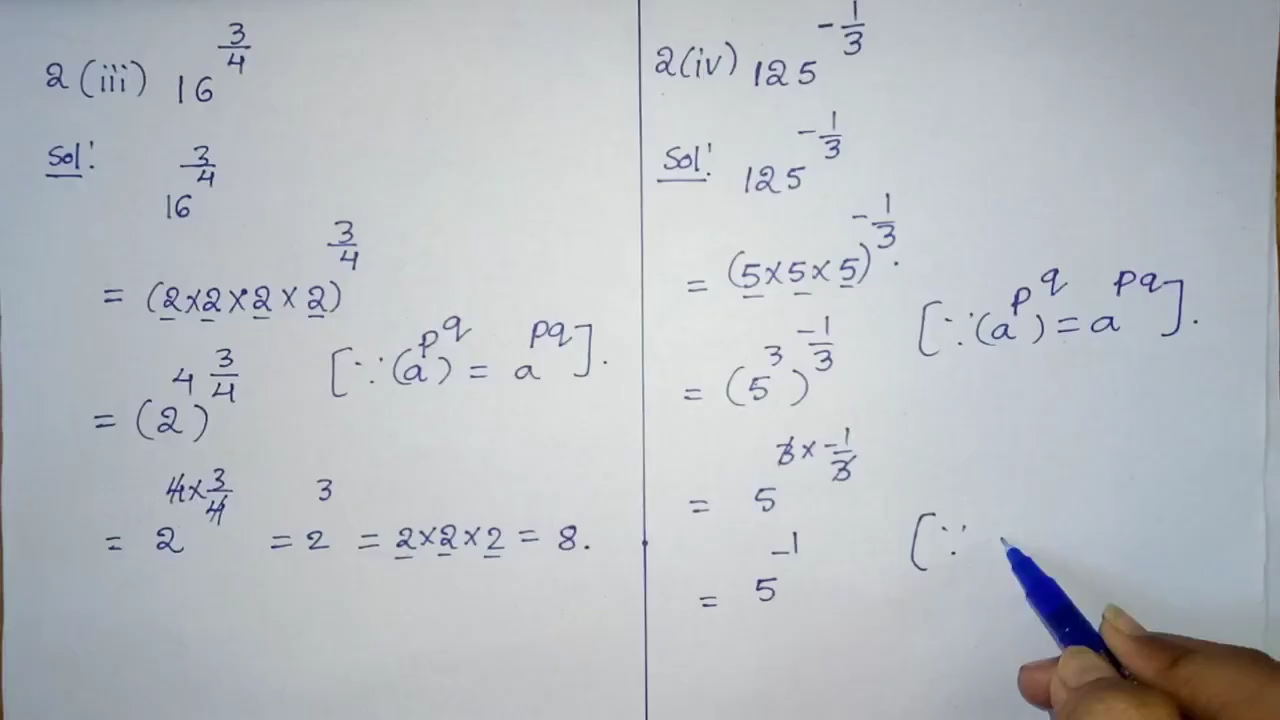 2(iii) 16^(3/4)
Sol: 16^(3/4)
= (2×2×2×2)^(3/4)
= (2^4)^(3/4) [∵(a^p)^q = a^(pq)].
= 2^(4×3/4) = 2^3 = 2×2×2 = 8.
2(iv) 125^(-1/3)
Sol: 125^(-1/3)
= (5×5×5)^(-1/3).
= (5^3)^(-1/3) [∵(a^p)^q = a^(pq)].
= 5^(3×-1/3)
= 5^(-1) [∵